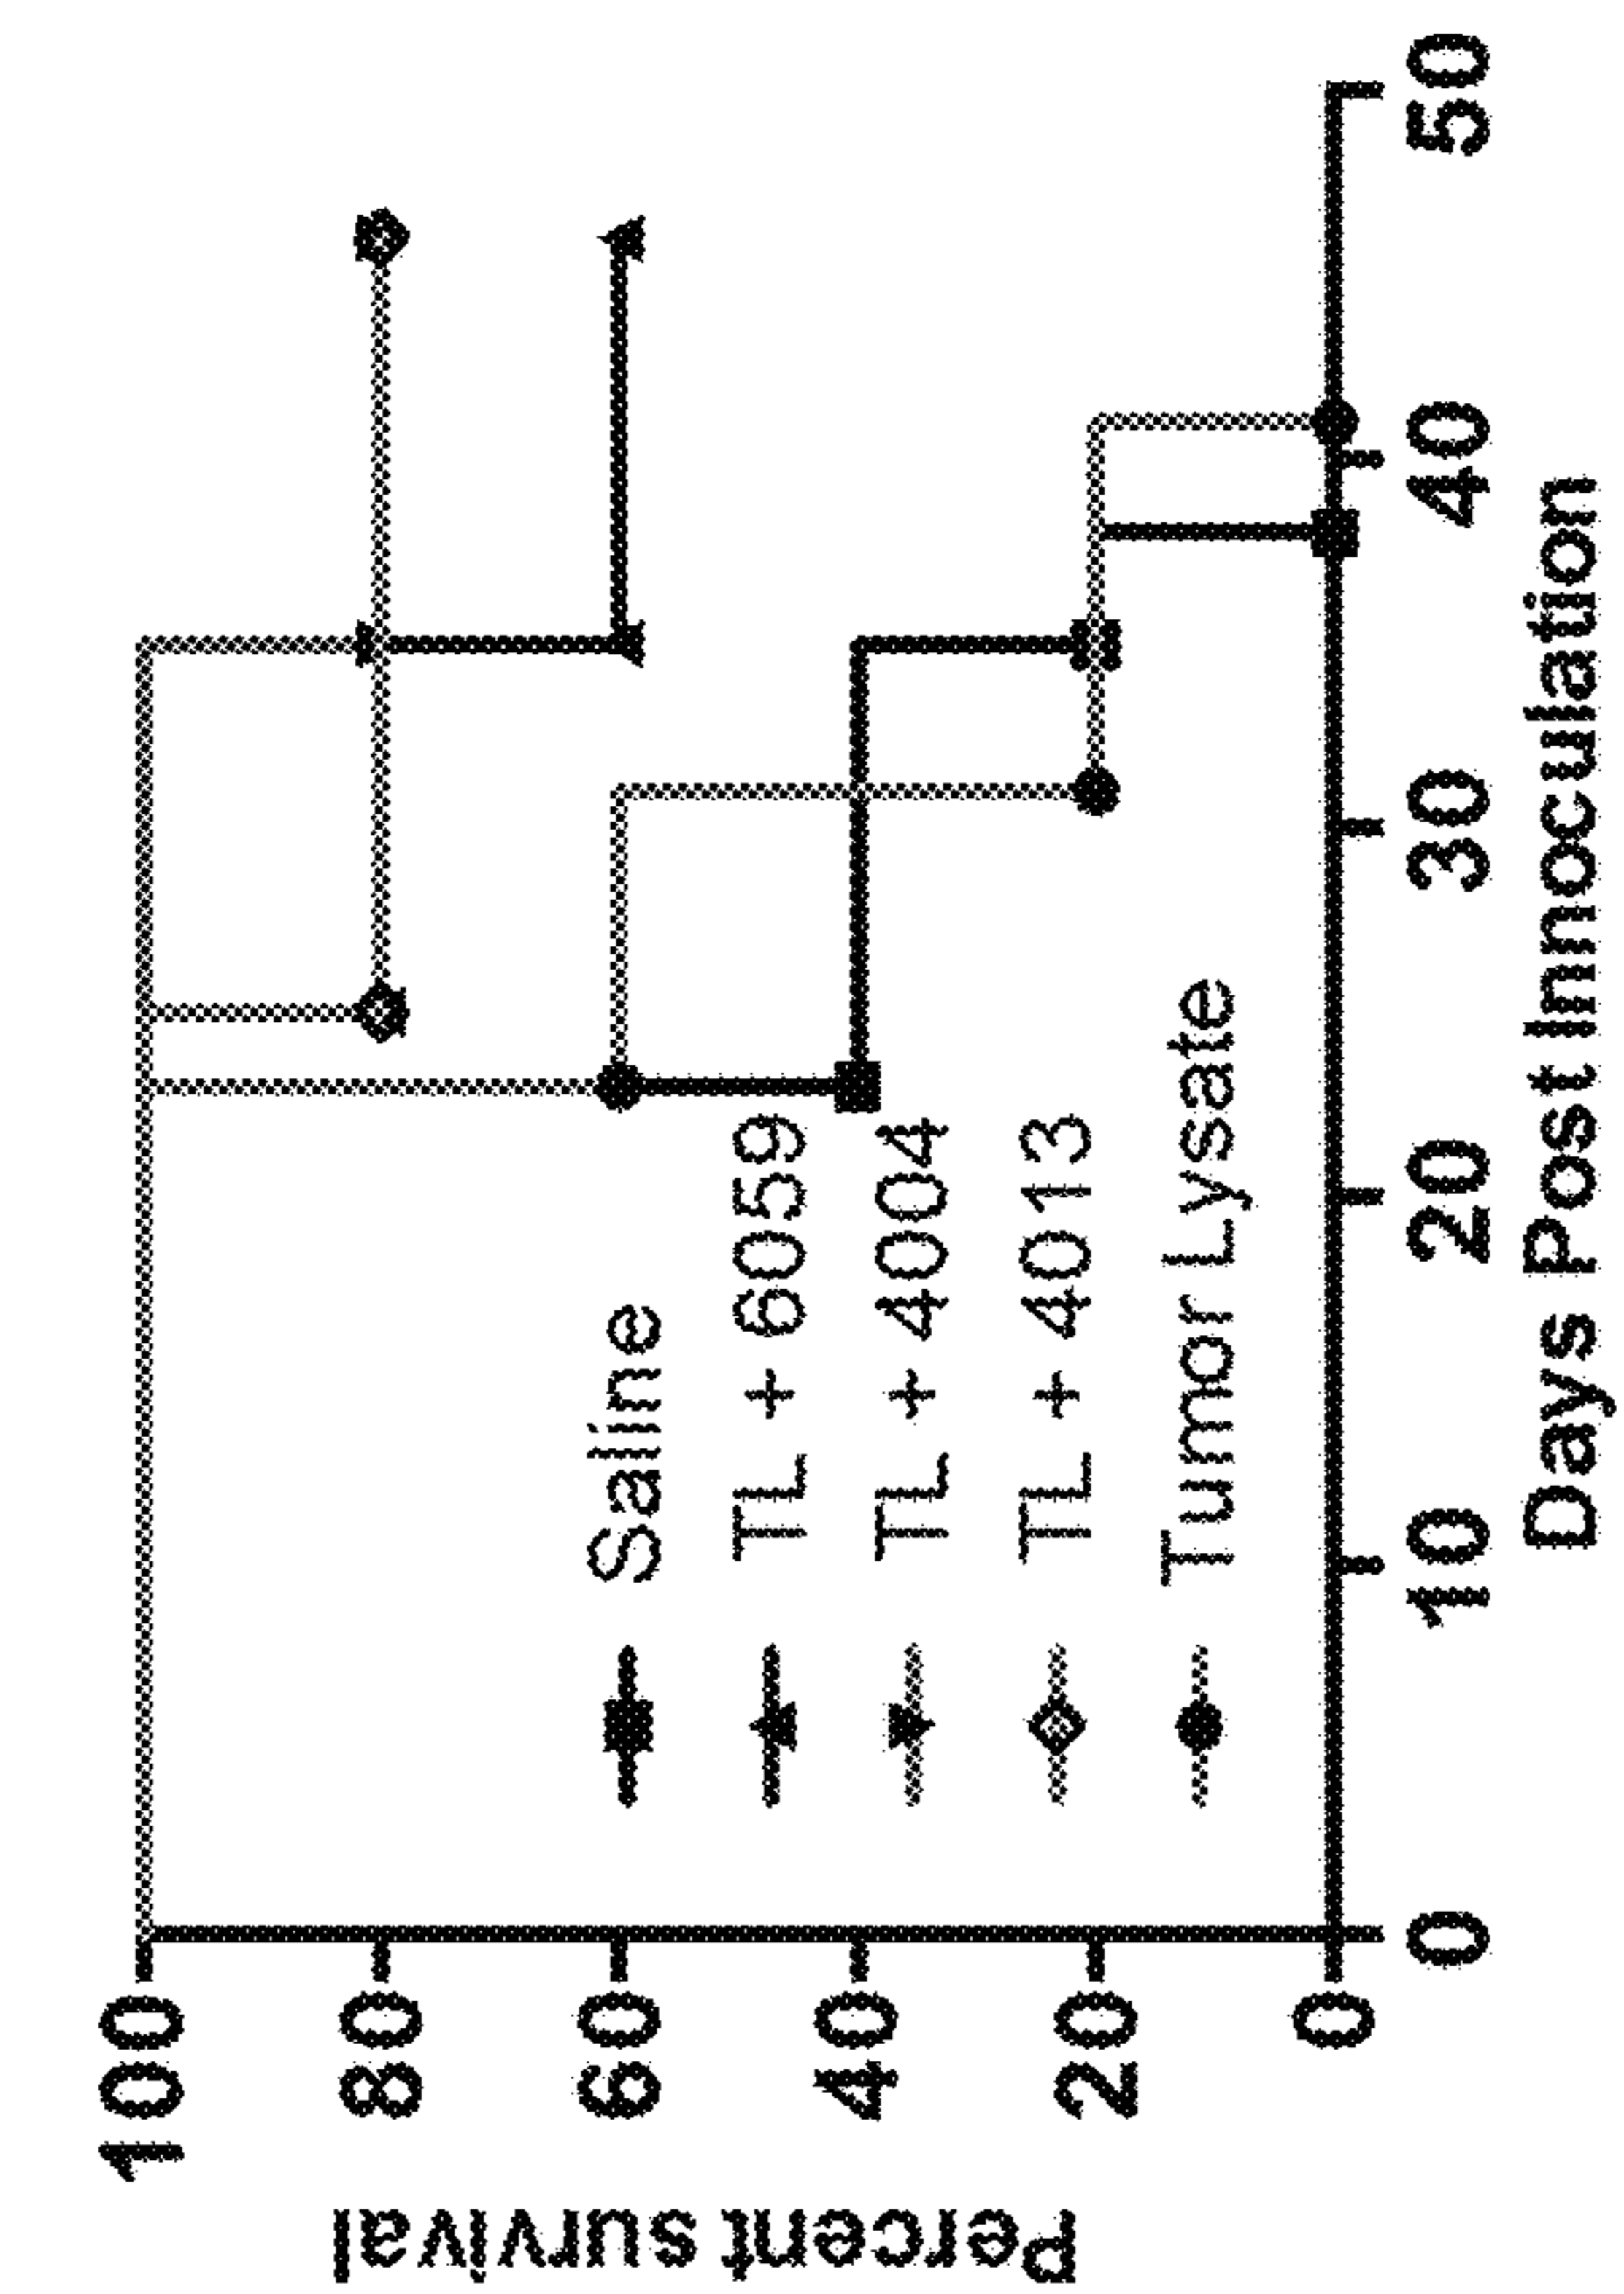 Percent survival
100
80
60
40
20
0
Saline
TL + 6059
TL + 4004
TL + 4013
Tumor Lysate
0 10 20 30 40 50
Days Post Innoculation